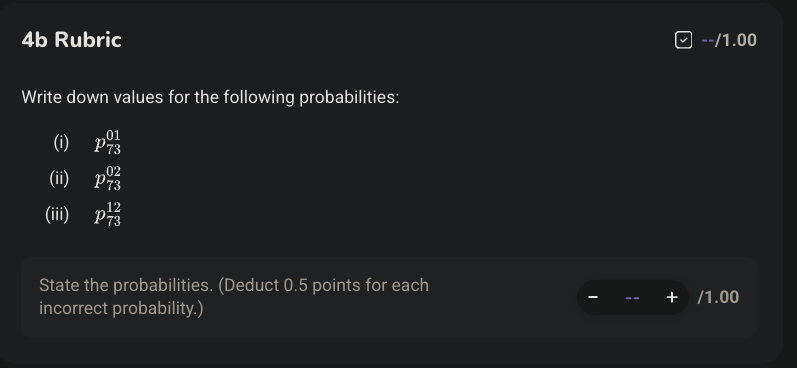 4b Rubric
--/1.00
Write down values for the following probabilities:
(i) p_{73}^{01}
(ii) p_{73}^{02}
(iii) p_{73}^{12}
State the probabilities. (Deduct 0.5 points for each
incorrect probability.)
− -- + /1.00